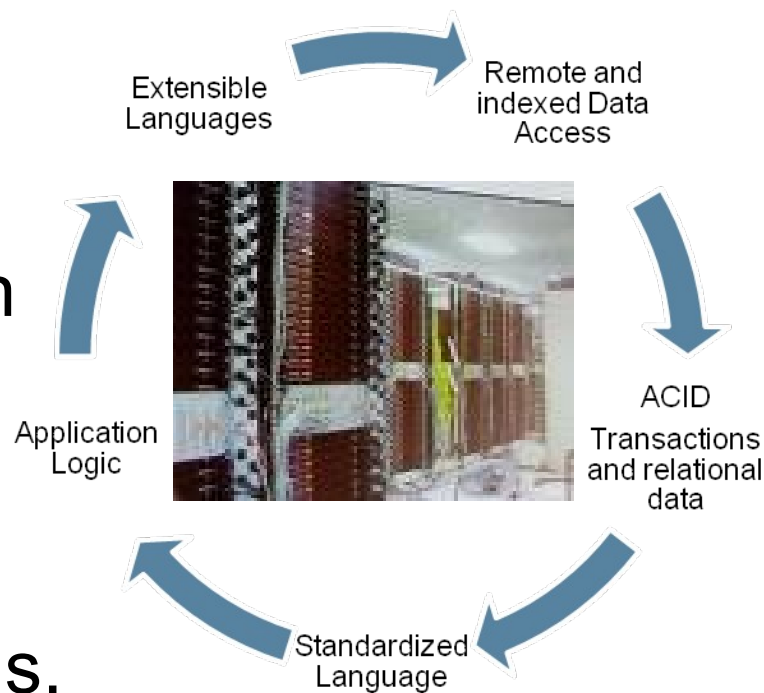 Extensible
Languages
Remote and
indexed Data
Access
n
ACID
Transactions
and relational
data
Application
Logic
Standardized
Language
s.